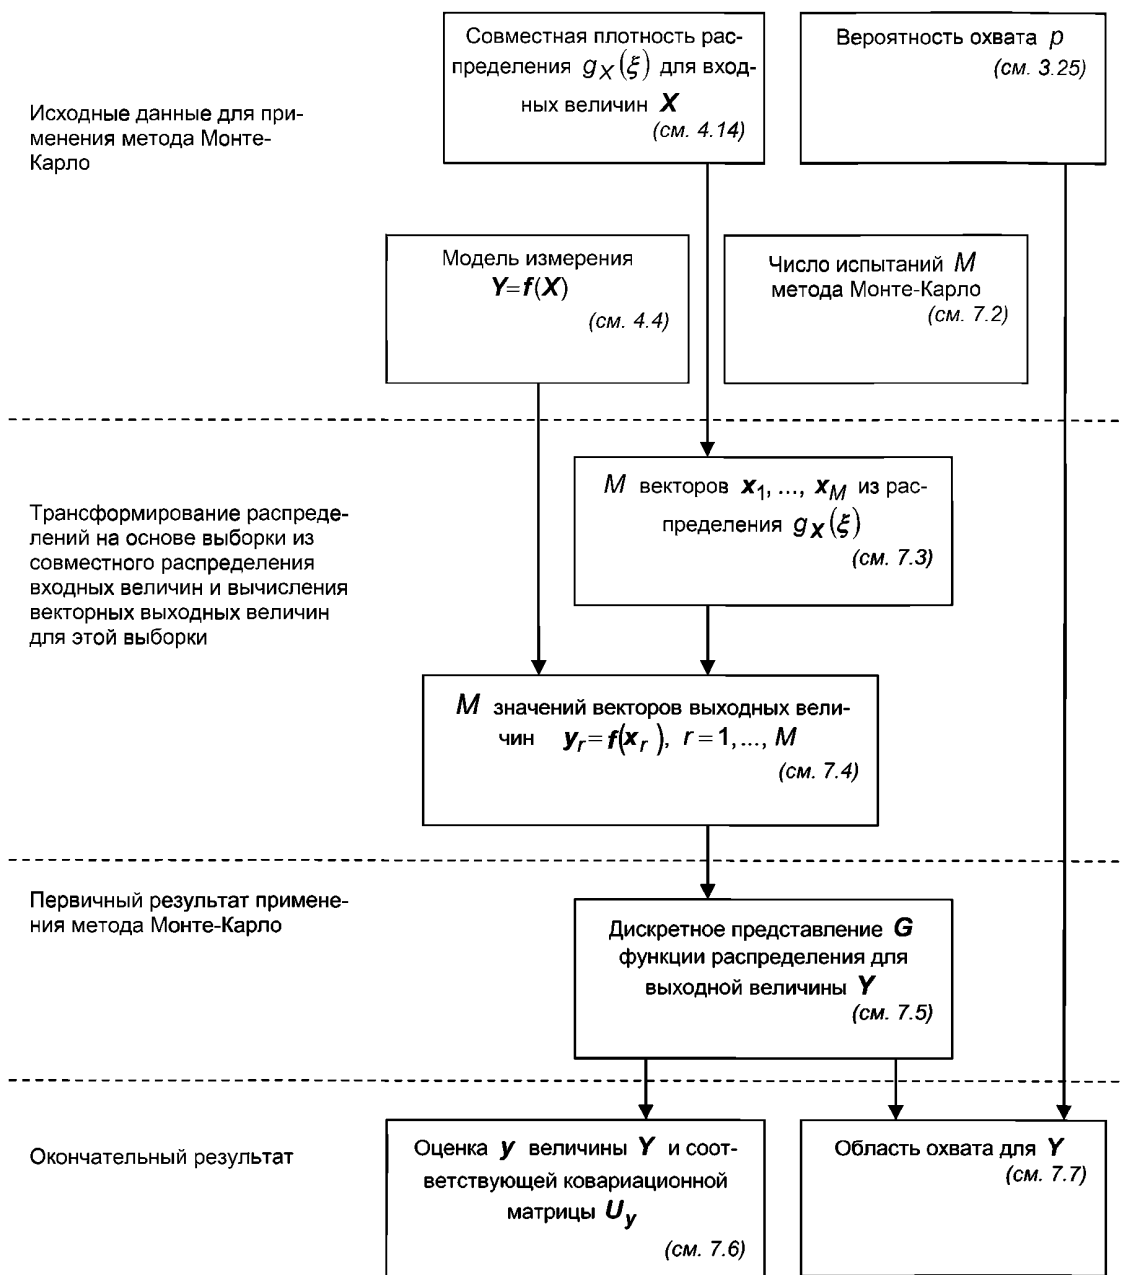 Исходные данные для при-
менения метода Монте-
Карло
Совместная плотность рас-
пределения g_X(ξ) для вход-
ных величин X
(см. 4.14)
Вероятность охвата p
(см. 3.25)
Модель измерения
Y=f(X)
(см. 4.4)
Число испытаний M
метода Монте-Карло
(см. 7.2)
Трансформирование распреде-
лений на основе выборки из
совместного распределения
входных величин и вычисления
векторных выходных величин
для этой выборки
M векторов x₁, ..., x_M из рас-
пределения g_X(ξ)
(см. 7.3)
M значений векторов выходных вели-
чин y_r=f(x_r), r = 1,..., M
(см. 7.4)
Первичный результат примене-
ния метода Монте-Карло
Дискретное представление G
функции распределения для
выходной величины Y
(см. 7.5)
Окончательный результат
Оценка y величины Y и соот-
ветствующей ковариационной
матрицы U_y
(см. 7.6)
Область охвата для Y
(см. 7.7)